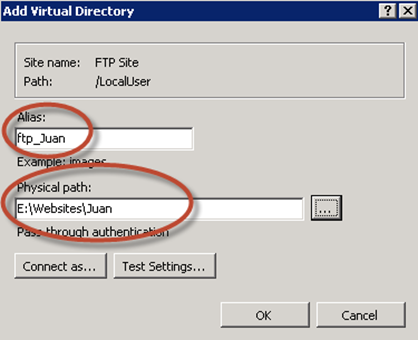 Add Virtual Directory
Site name: FTP Site
Path: /LocalUser
Alias:
ftp_Juan
Example: images
Physical path:
E:\Websites\Juan
...
Pass through authentication
Connect as...
Test Settings...
OK
Cancel